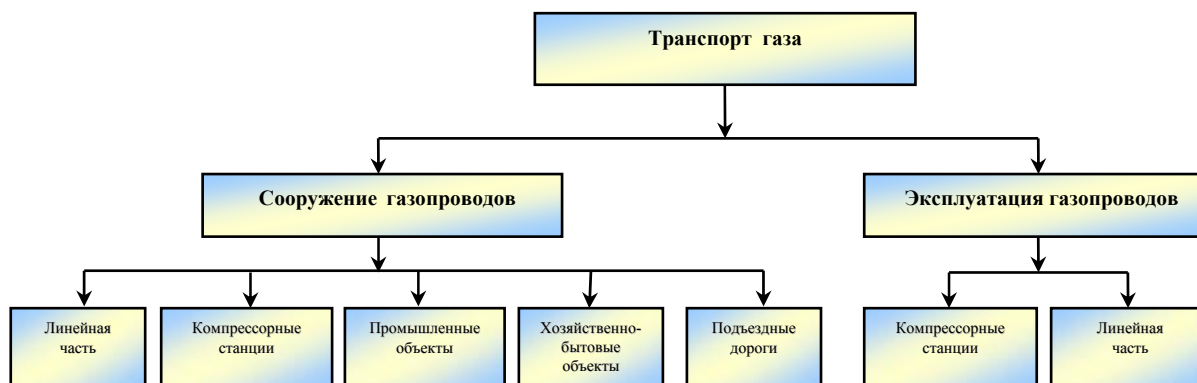 Транспорт газа
Сооружение газопроводов
Эксплуатация газопроводов
Линейная
часть
Компрессорные
станции
Промышленные
объекты
Хозяйственно-
бытовые
объекты
Подъездные
дороги
Компрессорные
станции
Линейная
часть